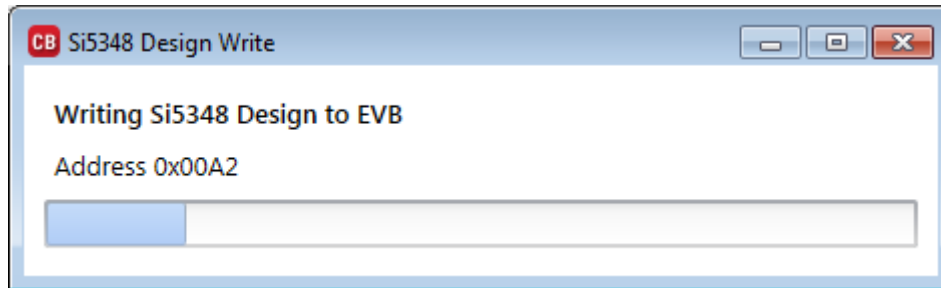 CB Si5348 Design Write
Writing Si5348 Design to EVB
Address 0x00A2